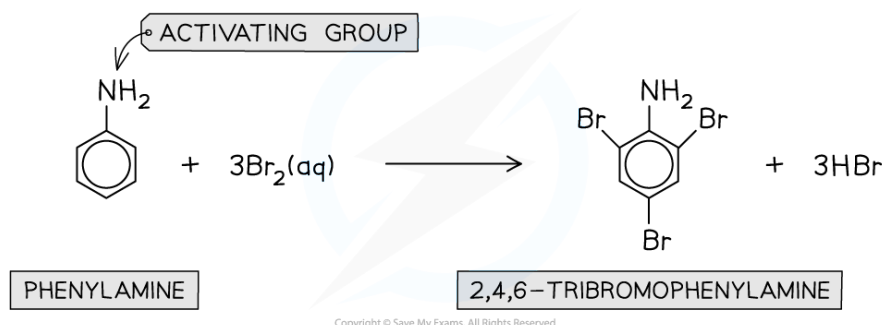 ACTIVATING GROUP
NH₂
+ 3Br₂(aq)
NH₂
Br Br
Br
+ 3HBr
PHENYLAMINE
2,4,6-TRIBROMOPHENYLAMINE
Copyright © Save My Exams. All Rights Reserved